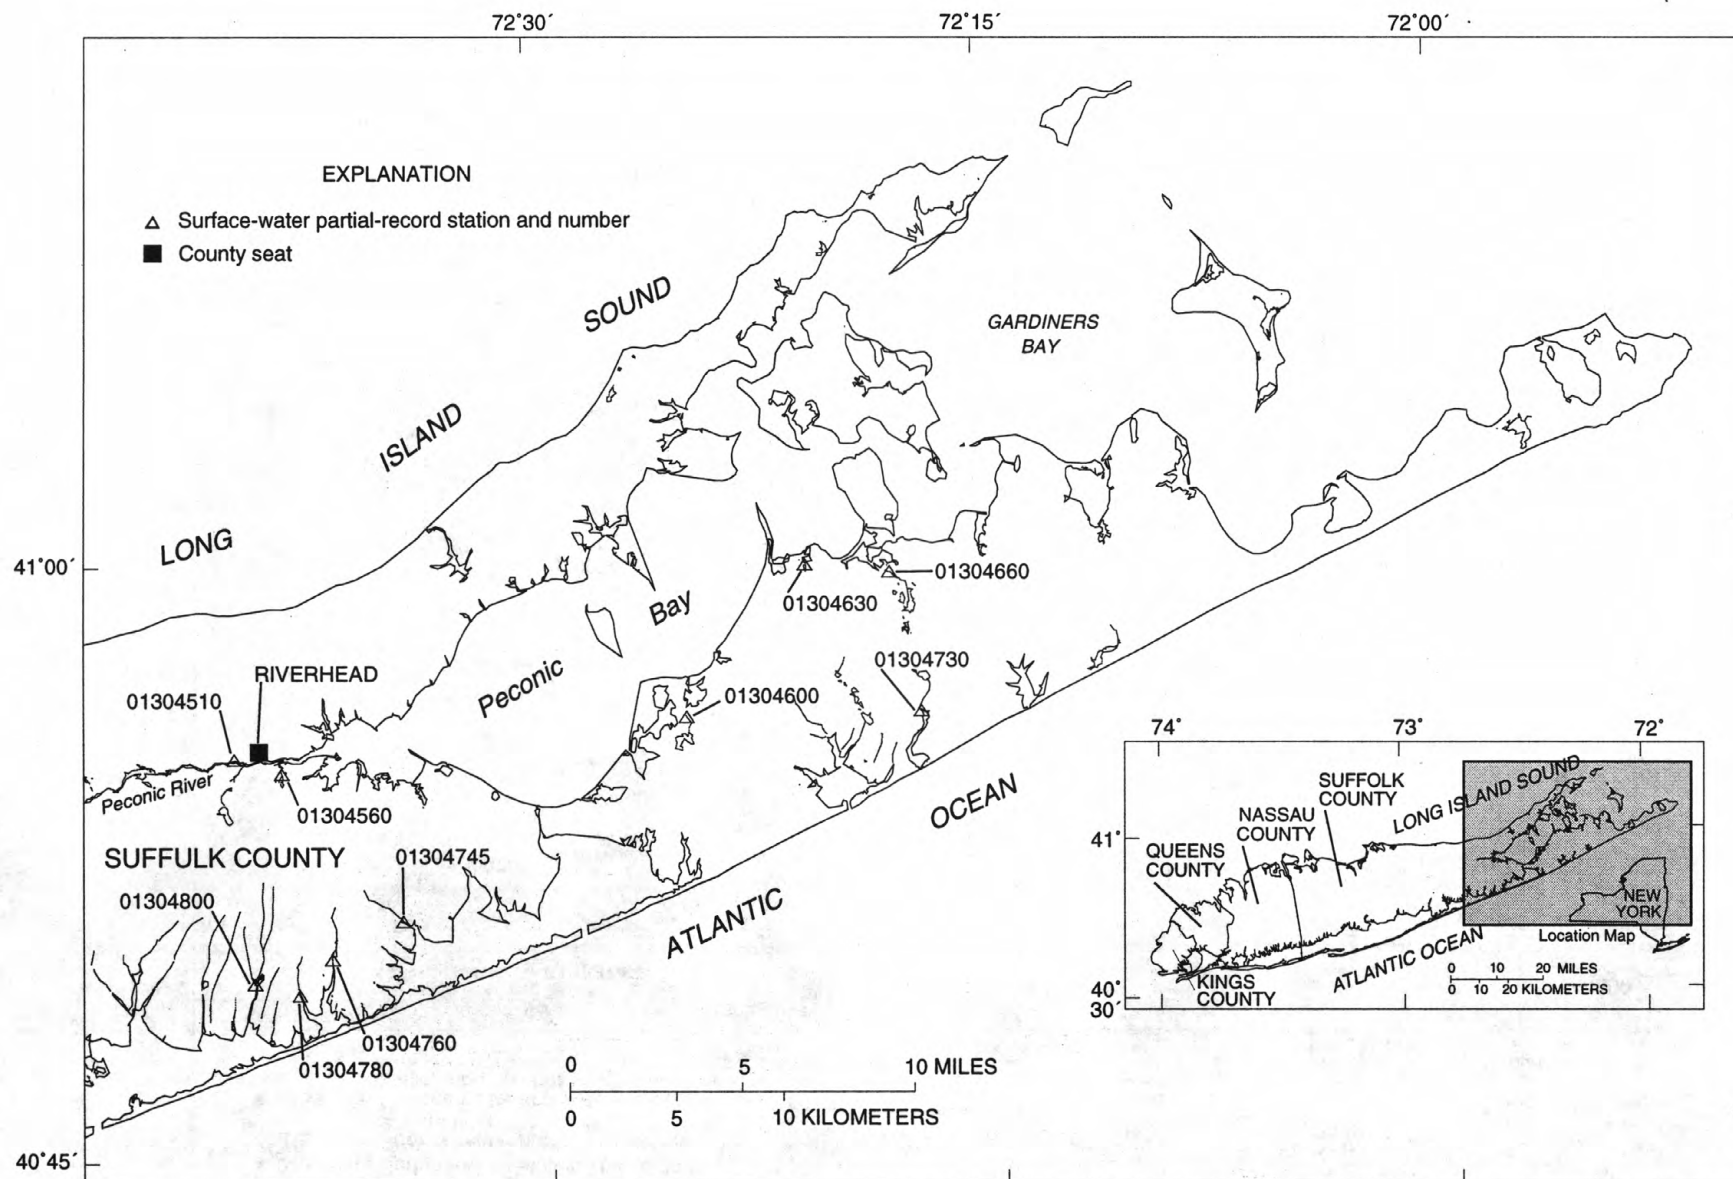 72°30′
72°15′
72°00′
EXPLANATION
Surface-water partial-record station and number
County seat
SOUND
GARDINERS
BAY
ISLAND
LONG
41°00′
01304660
01304630
Bay
01304730
RIVERHEAD
Peconic
01304510
01304600
Peconic River
01304560
OCEAN
SUFFULK COUNTY
01304745
01304800
ATLANTIC
01304760
01304780
0 5 10 MILES
0 5 10 KILOMETERS
40°45′
74°
73°
72°
SUFFOLK
COUNTY
LONG ISLAND SOUND
NASSAU
COUNTY
41°
QUEENS
COUNTY
NEW
YORK
Location Map
ATLANTIC OCEAN
0 10 20 MILES
0 10 20 KILOMETERS
KINGS
COUNTY
40°
30′